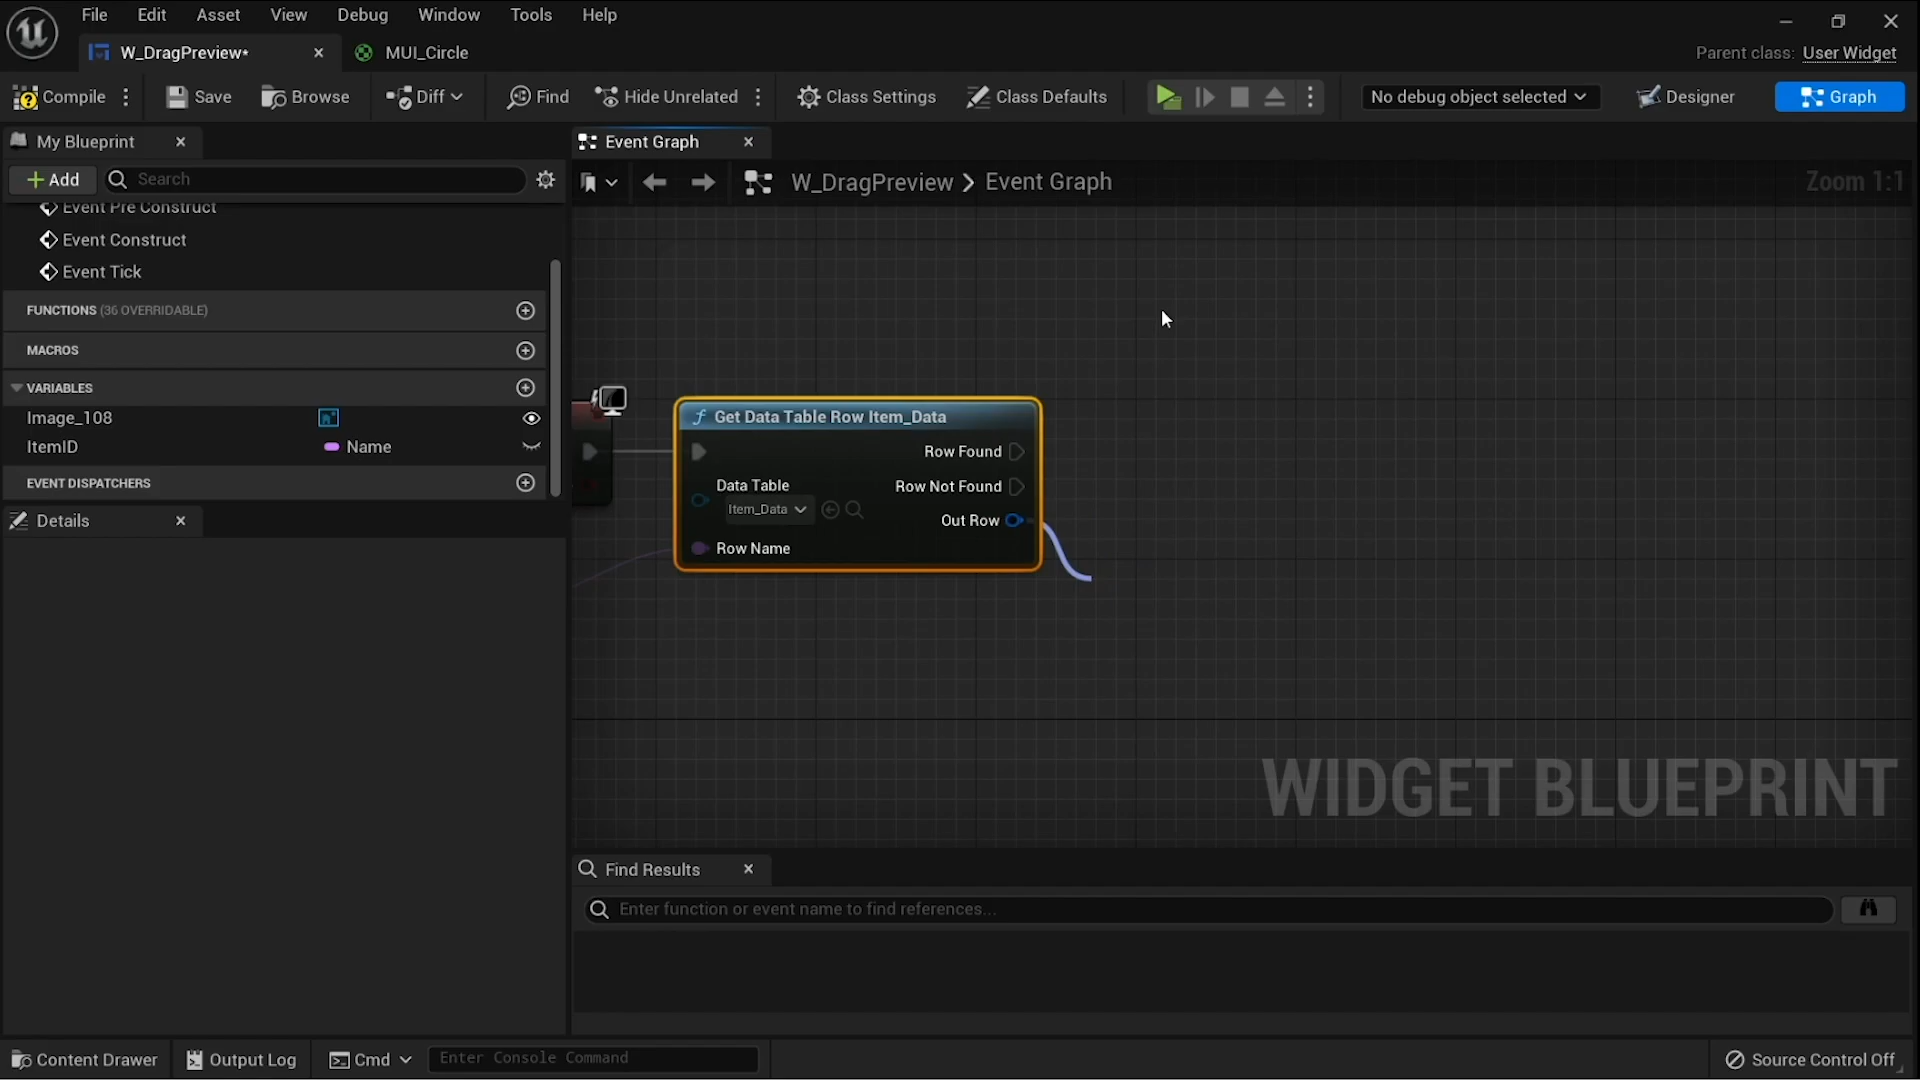 File Edit Asset View Debug Window Tools Help
W_DragPreview*
MUI_Circle
Parent class: User Widget
Compile
Save
Browse
Diff
Find
Hide Unrelated
Class Settings
Class Defaults
No debug object selected
Designer
Graph
My Blueprint
Event Graph
Add
Search
W_DragPreview > Event Graph
Zoom 1:1
Event Pre Construct
Event Construct
Event Tick
FUNCTIONS (36 OVERRIDABLE)
MACROS
VARIABLES
Image_108
ItemID
Name
EVENT DISPATCHERS
Details
f Get Data Table Row Item_Data
Row Found
Data Table
Row Not Found
Item_Data
Out Row
Row Name
WIDGET BLUEPRINT
Find Results
Enter function or event name to find references...
Content Drawer
Output Log
Cmd
Enter Console Command
Source Control Off